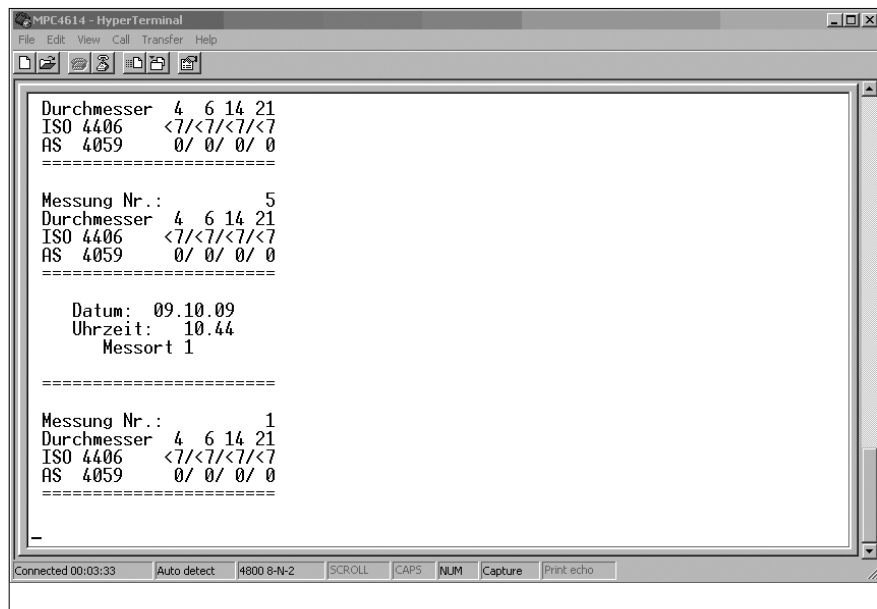 MPC4614 - HyperTerminal
File Edit View Call Transfer Help
Durchmesser 4 6 14 21
ISO 4406 <7/<7/<7/<7
AS 4059 0/ 0/ 0/ 0
=======================
Messung Nr.: 5
Durchmesser 4 6 14 21
ISO 4406 <7/<7/<7/<7
AS 4059 0/ 0/ 0/ 0
=======================
Datum: 09.10.09
Uhrzeit: 10.44
Messort 1
=======================
Messung Nr.: 1
Durchmesser 4 6 14 21
ISO 4406 <7/<7/<7/<7
AS 4059 0/ 0/ 0/ 0
=======================
_
Connected 00:03:33 Auto detect 4800 8-N-2 SCROLL CAPS NUM Capture Print echo